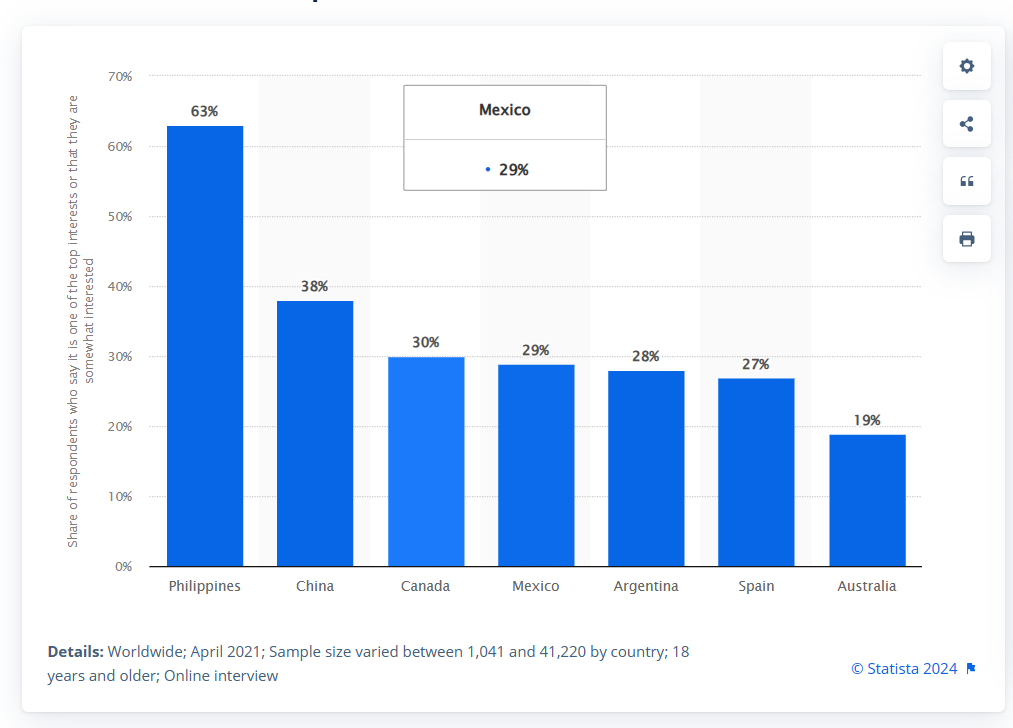 70%
60%
50%
40%
30%
20%
10%
0%
Share of respondents who say it is one of the top interests or that they are
somewhat interested
63%
38%
30%
29%
28%
27%
19%
Mexico
• 29%
Philippines
China
Canada
Mexico
Argentina
Spain
Australia
Details: Worldwide; April 2021; Sample size varied between 1,041 and 41,220 by country; 18
years and older; Online interview
© Statista 2024